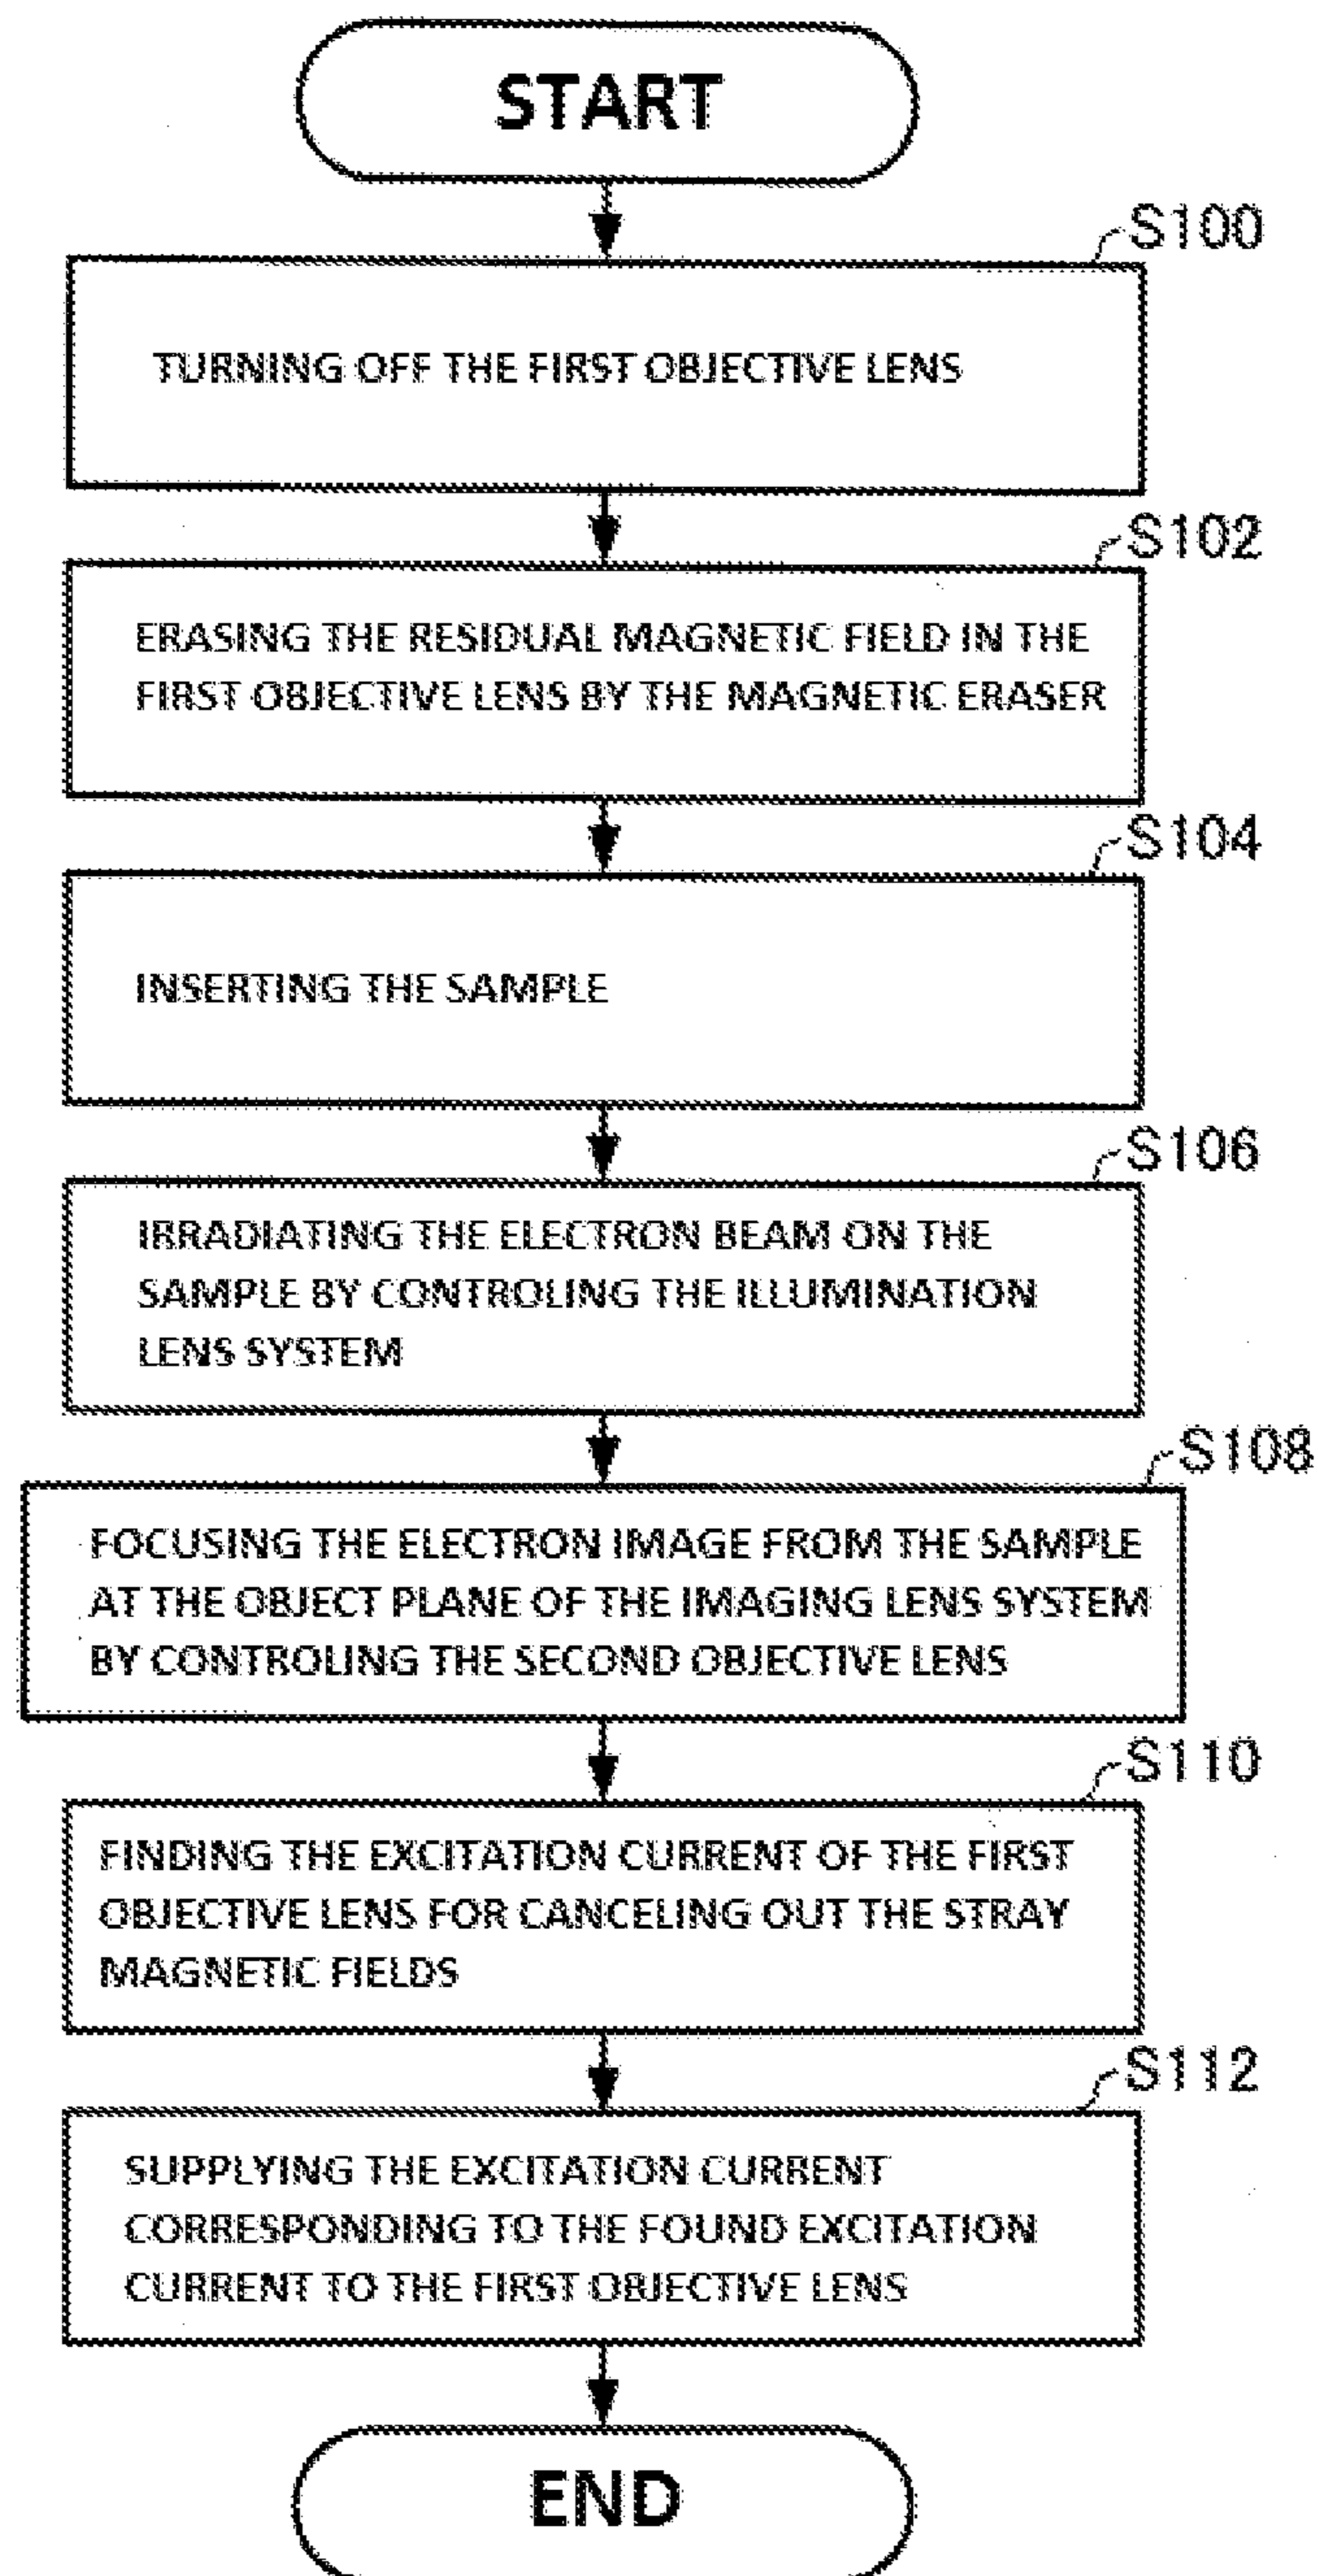 START
S100
TURNING OFF THE FIRST OBJECTIVE LENS
S102
ERASING THE RESIDUAL MAGNETIC FIELD IN THE
FIRST OBJECTIVE LENS BY THE MAGNETIC ERASER
S104
INSERTING THE SAMPLE
S106
IRRADIATING THE ELECTRON BEAM ON THE
SAMPLE BY CONTROLING THE ILLUMINATION
LENS SYSTEM
S108
FOCUSING THE ELECTRON IMAGE FROM THE SAMPLE
AT THE OBJECT PLANE OF THE IMAGING LENS SYSTEM
BY CONTROLING THE SECOND OBJECTIVE LENS
S110
FINDING THE EXCITATION CURRENT OF THE FIRST
OBJECTIVE LENS FOR CANCELING OUT THE STRAY
MAGNETIC FIELDS
S112
SUPPLYING THE EXCITATION CURRENT
CORRESPONDING TO THE FOUND EXCITATION
CURRENT TO THE FIRST OBJECTIVE LENS
END